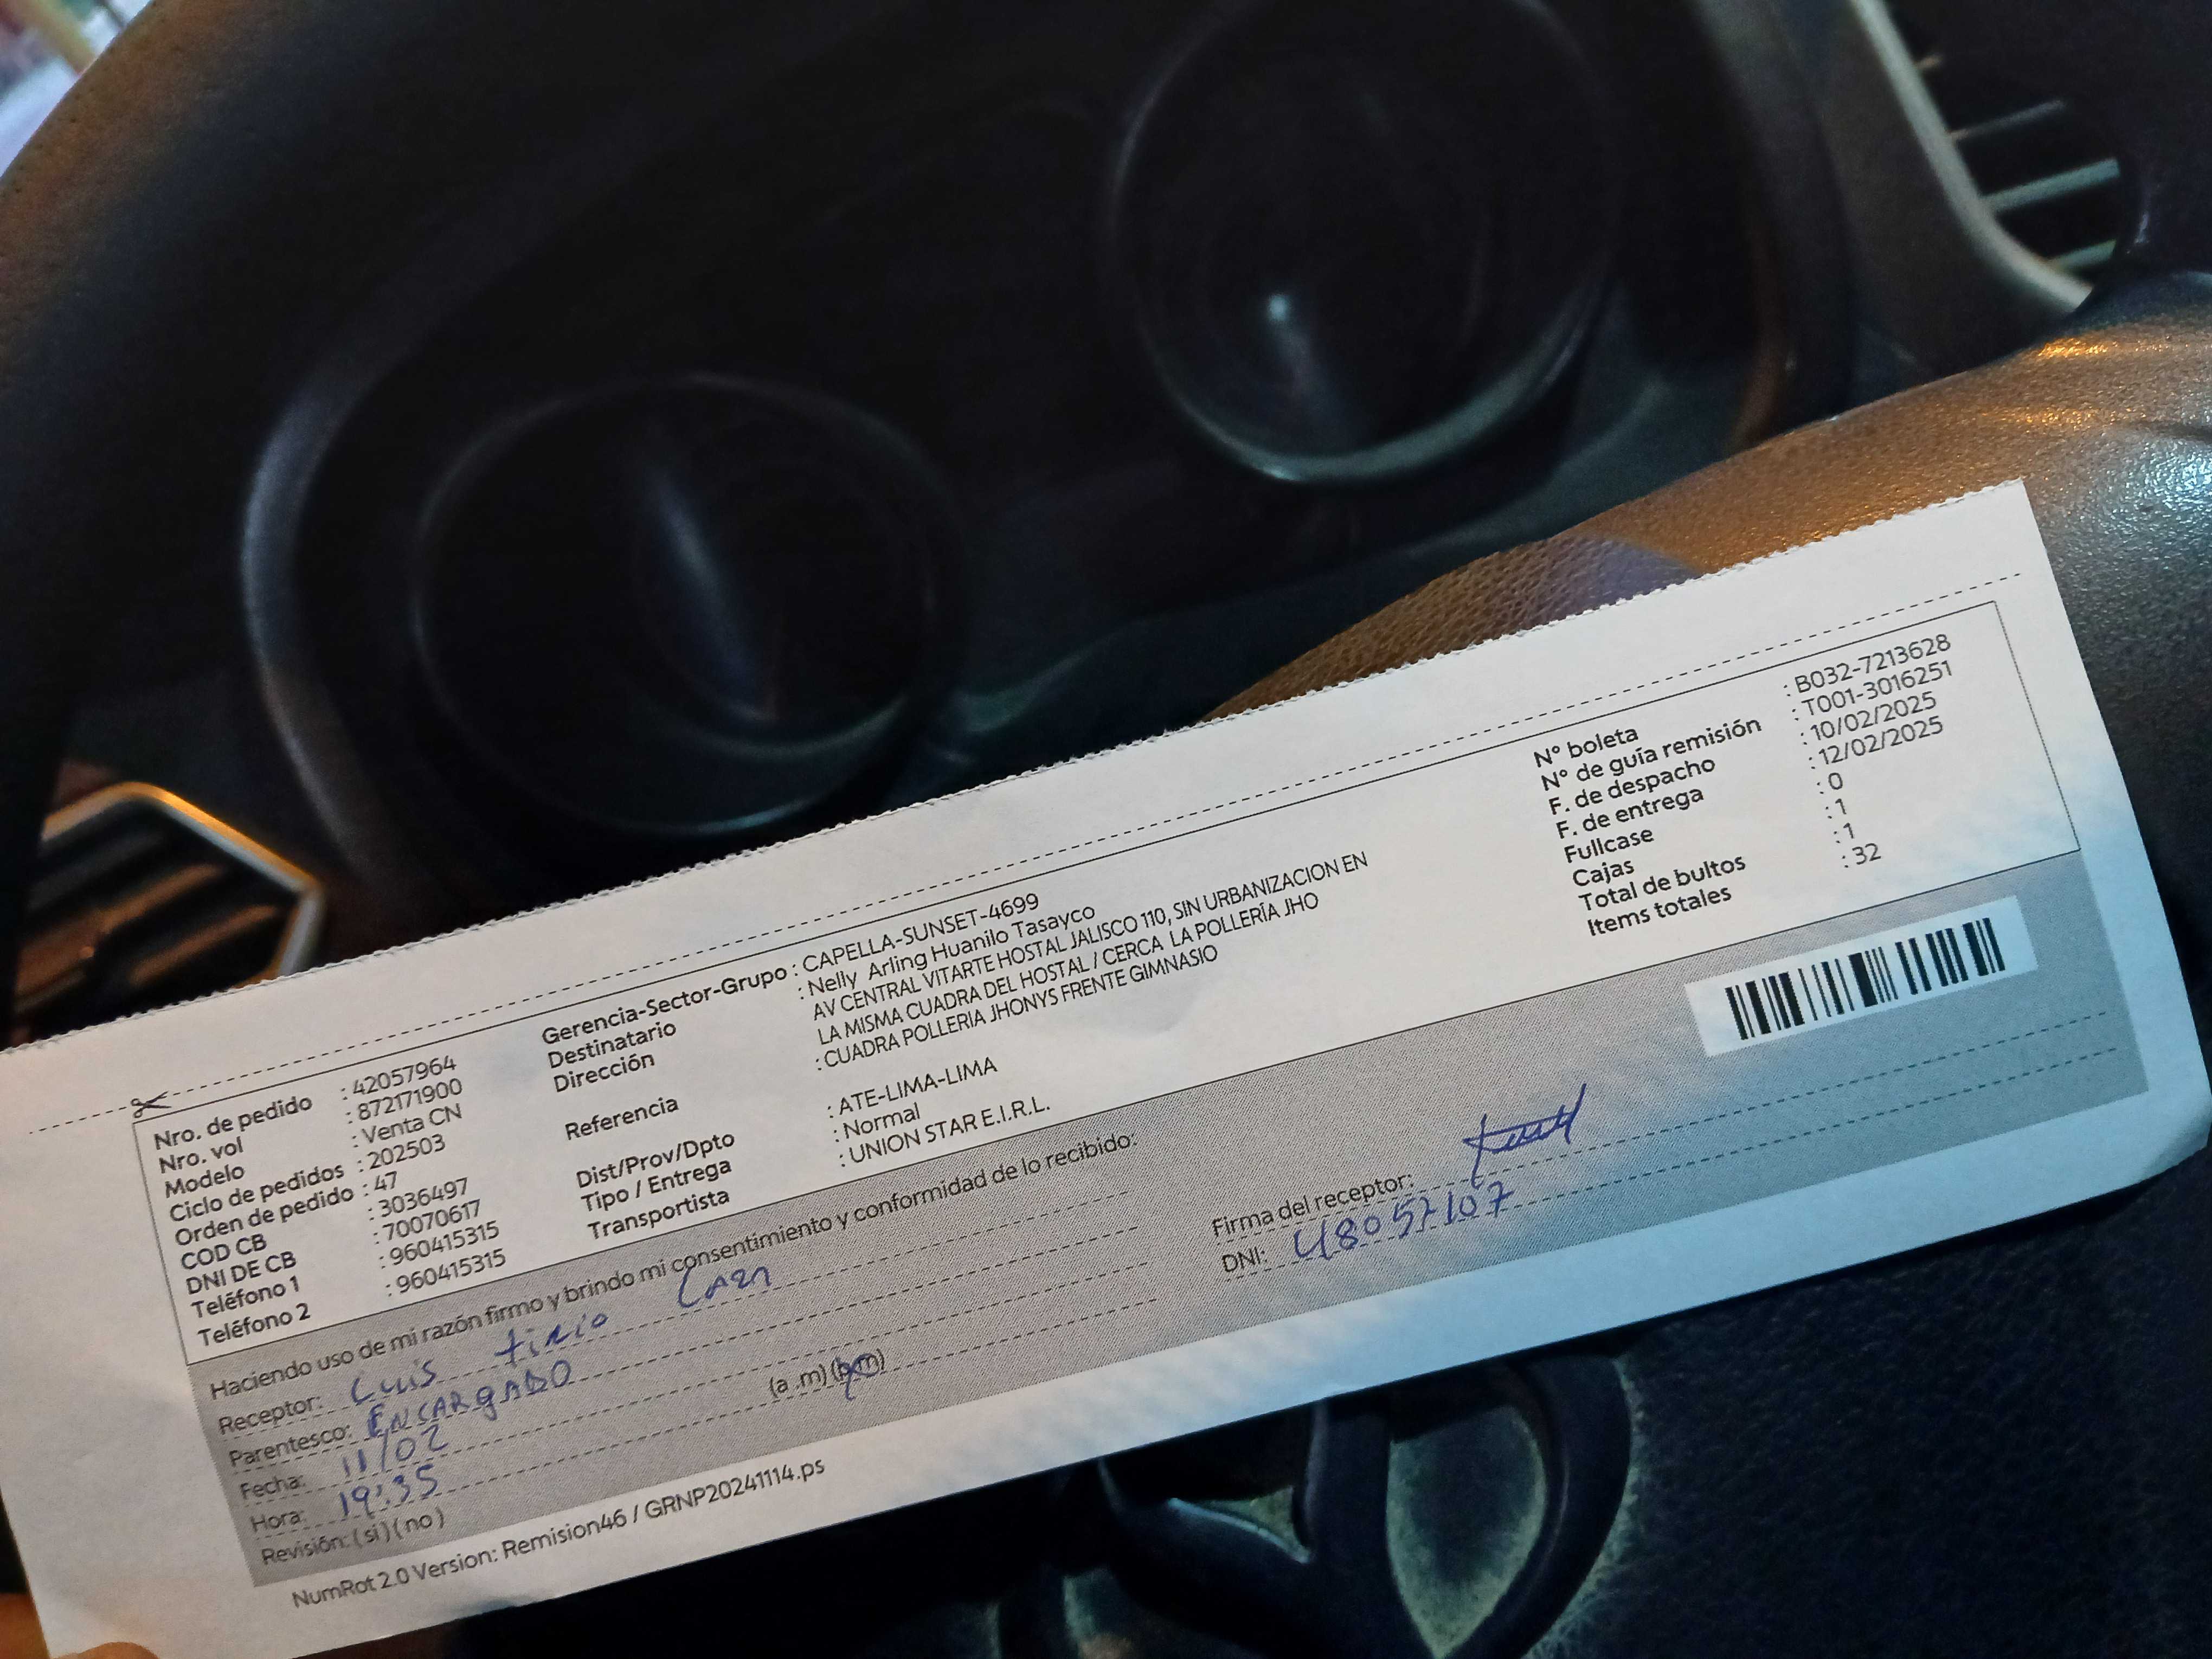 Nro. de pedido : 42057964
Nro. vol : 872171900
Modelo : Venta CN
Ciclo de pedidos : 202503
Orden de pedido : 47
COD CB : 3036497
DNI DE CB : 70070617
Teléfono 1 : 960415315
Teléfono 2 : 960415315
Gerencia-Sector-Grupo : CAPELLA-SUNSET-4699
Destinatario : Nelly Arling Huanilo Tasayco
Dirección AV CENTRAL VITARTE HOSTAL JALISCO 110, SIN URBANIZACION EN
LA MISMA CUADRA DEL HOSTAL / CERCA LA POLLERÍA JHO
Referencia : CUADRA POLLERIA JHONYS FRENTE GIMNASIO
Dist/Prov/Dpto : ATE-LIMA-LIMA
Tipo / Entrega : Normal
Transportista : UNION STAR E.I.R.L.
N° boleta : B032-7213628
N° de guía remisión : T001-3016251
F. de despacho : 10/02/2025
F. de entrega : 12/02/2025
Fullcase : 0
Cajas : 1
Total de bultos : 1
Items totales : 32
Haciendo uso de mi razón firmo y brindo mi consentimiento y conformidad de lo recibido:
Receptor: Luis
Parentesco: ENCARgADO
Fecha: 11/02
Hora: 19:35 (a .m) (p.m)
Revisión: (si) (no)
Firma del receptor:
DNI: 48057107
NumRot 2.0 Version: Remision46 / GRNP20241114.ps